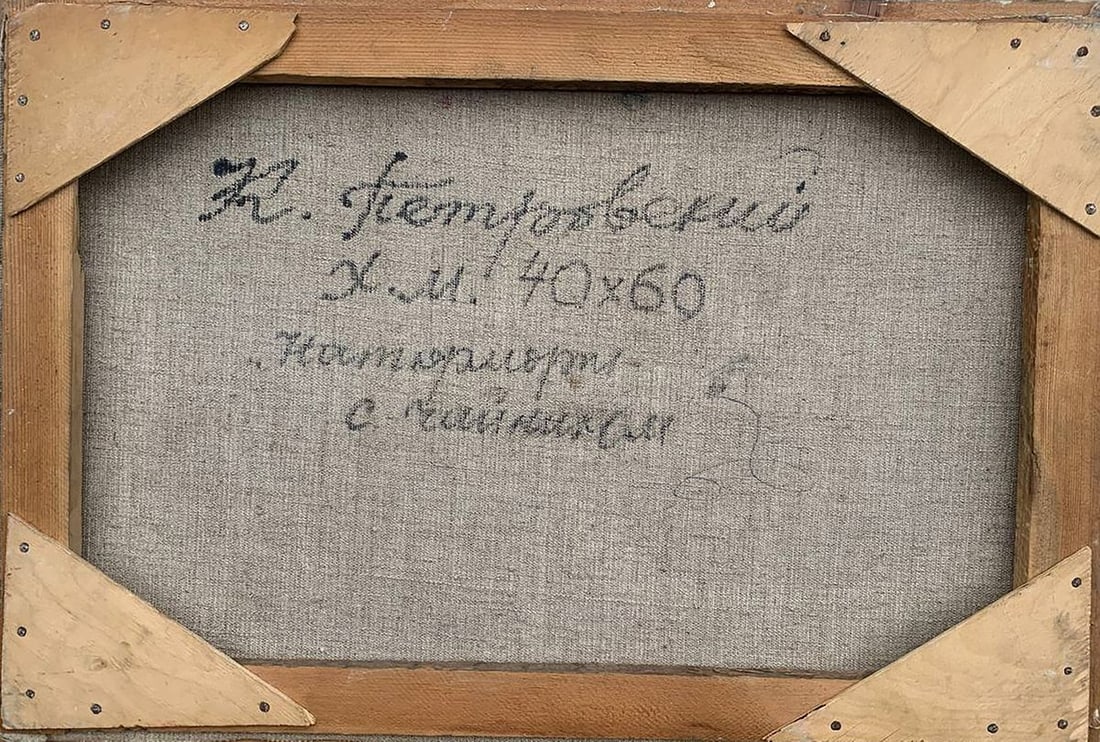 К. Петровский
Х.М. 40х60
Натюрморт
с чайником